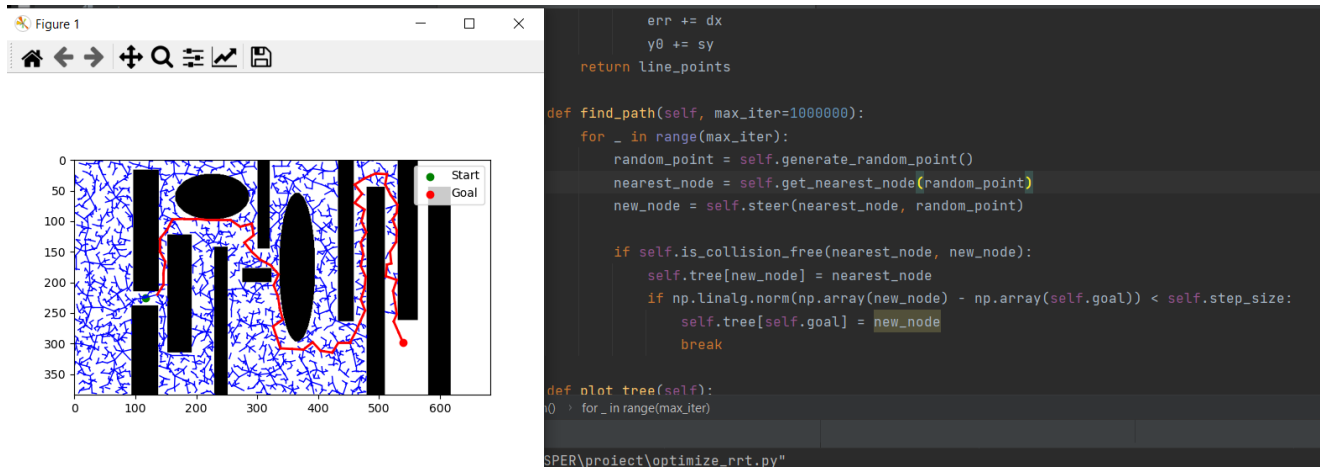 Figure 1
Start
Goal
0
50
100
150
200
250
300
350
0 100 200 300 400 500 600
err += dx
y0 += sy
return line_points
def find_path(self, max_iter=1000000):
for _ in range(max_iter):
random_point = self.generate_random_point()
nearest_node = self.get_nearest_node(random_point)
new_node = self.steer(nearest_node, random_point)
if self.is_collision_free(nearest_node, new_node):
self.tree[new_node] = nearest_node
if np.linalg.norm(np.array(new_node) - np.array(self.goal)) < self.step_size:
self.tree[self.goal] = new_node
break
def plot_tree(self):
for _ in range(max_iter)
SPER\project\optimize_rrt.py"